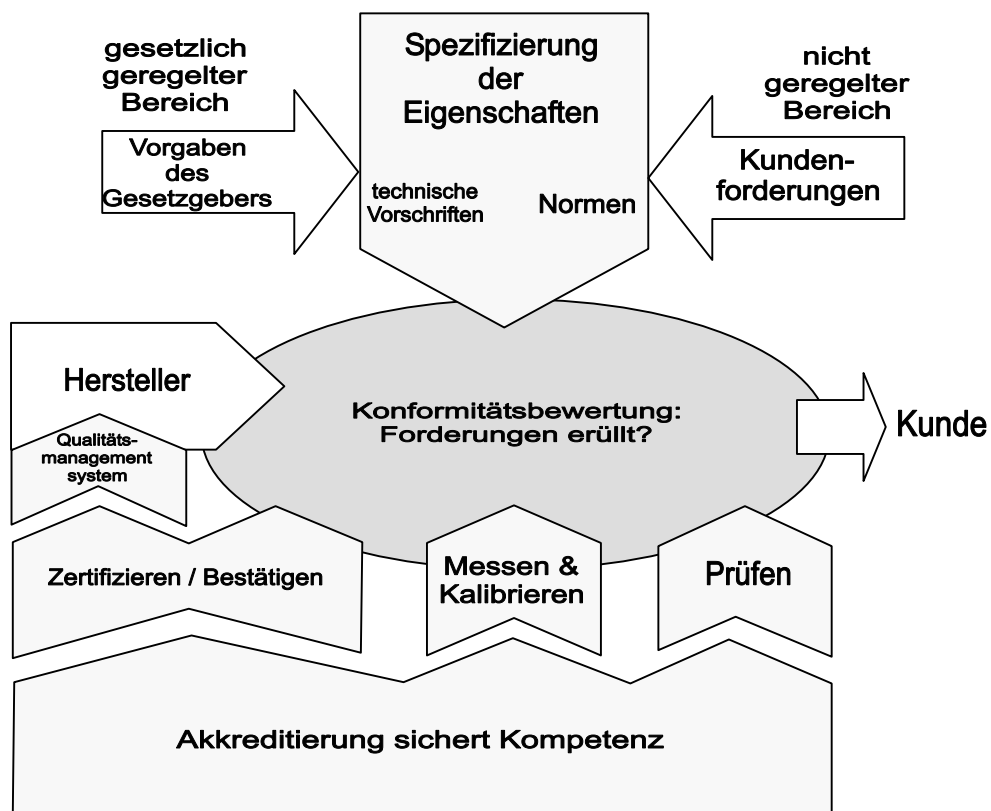 gesetzlich
geregelter
Bereich
Vorgaben
des
Gesetzgebers
Spezifizierung
der
Eigenschaften
technische
Vorschriften
Normen
nicht
geregelter
Bereich
Kunden-
forderungen
Hersteller
Qualitäts-
management
system
Konformitätsbewertung:
Forderungen erüllt?
Kunde
Zertifizieren / Bestätigen
Messen &
Kalibrieren
Prüfen
Akkreditierung sichert Kompetenz